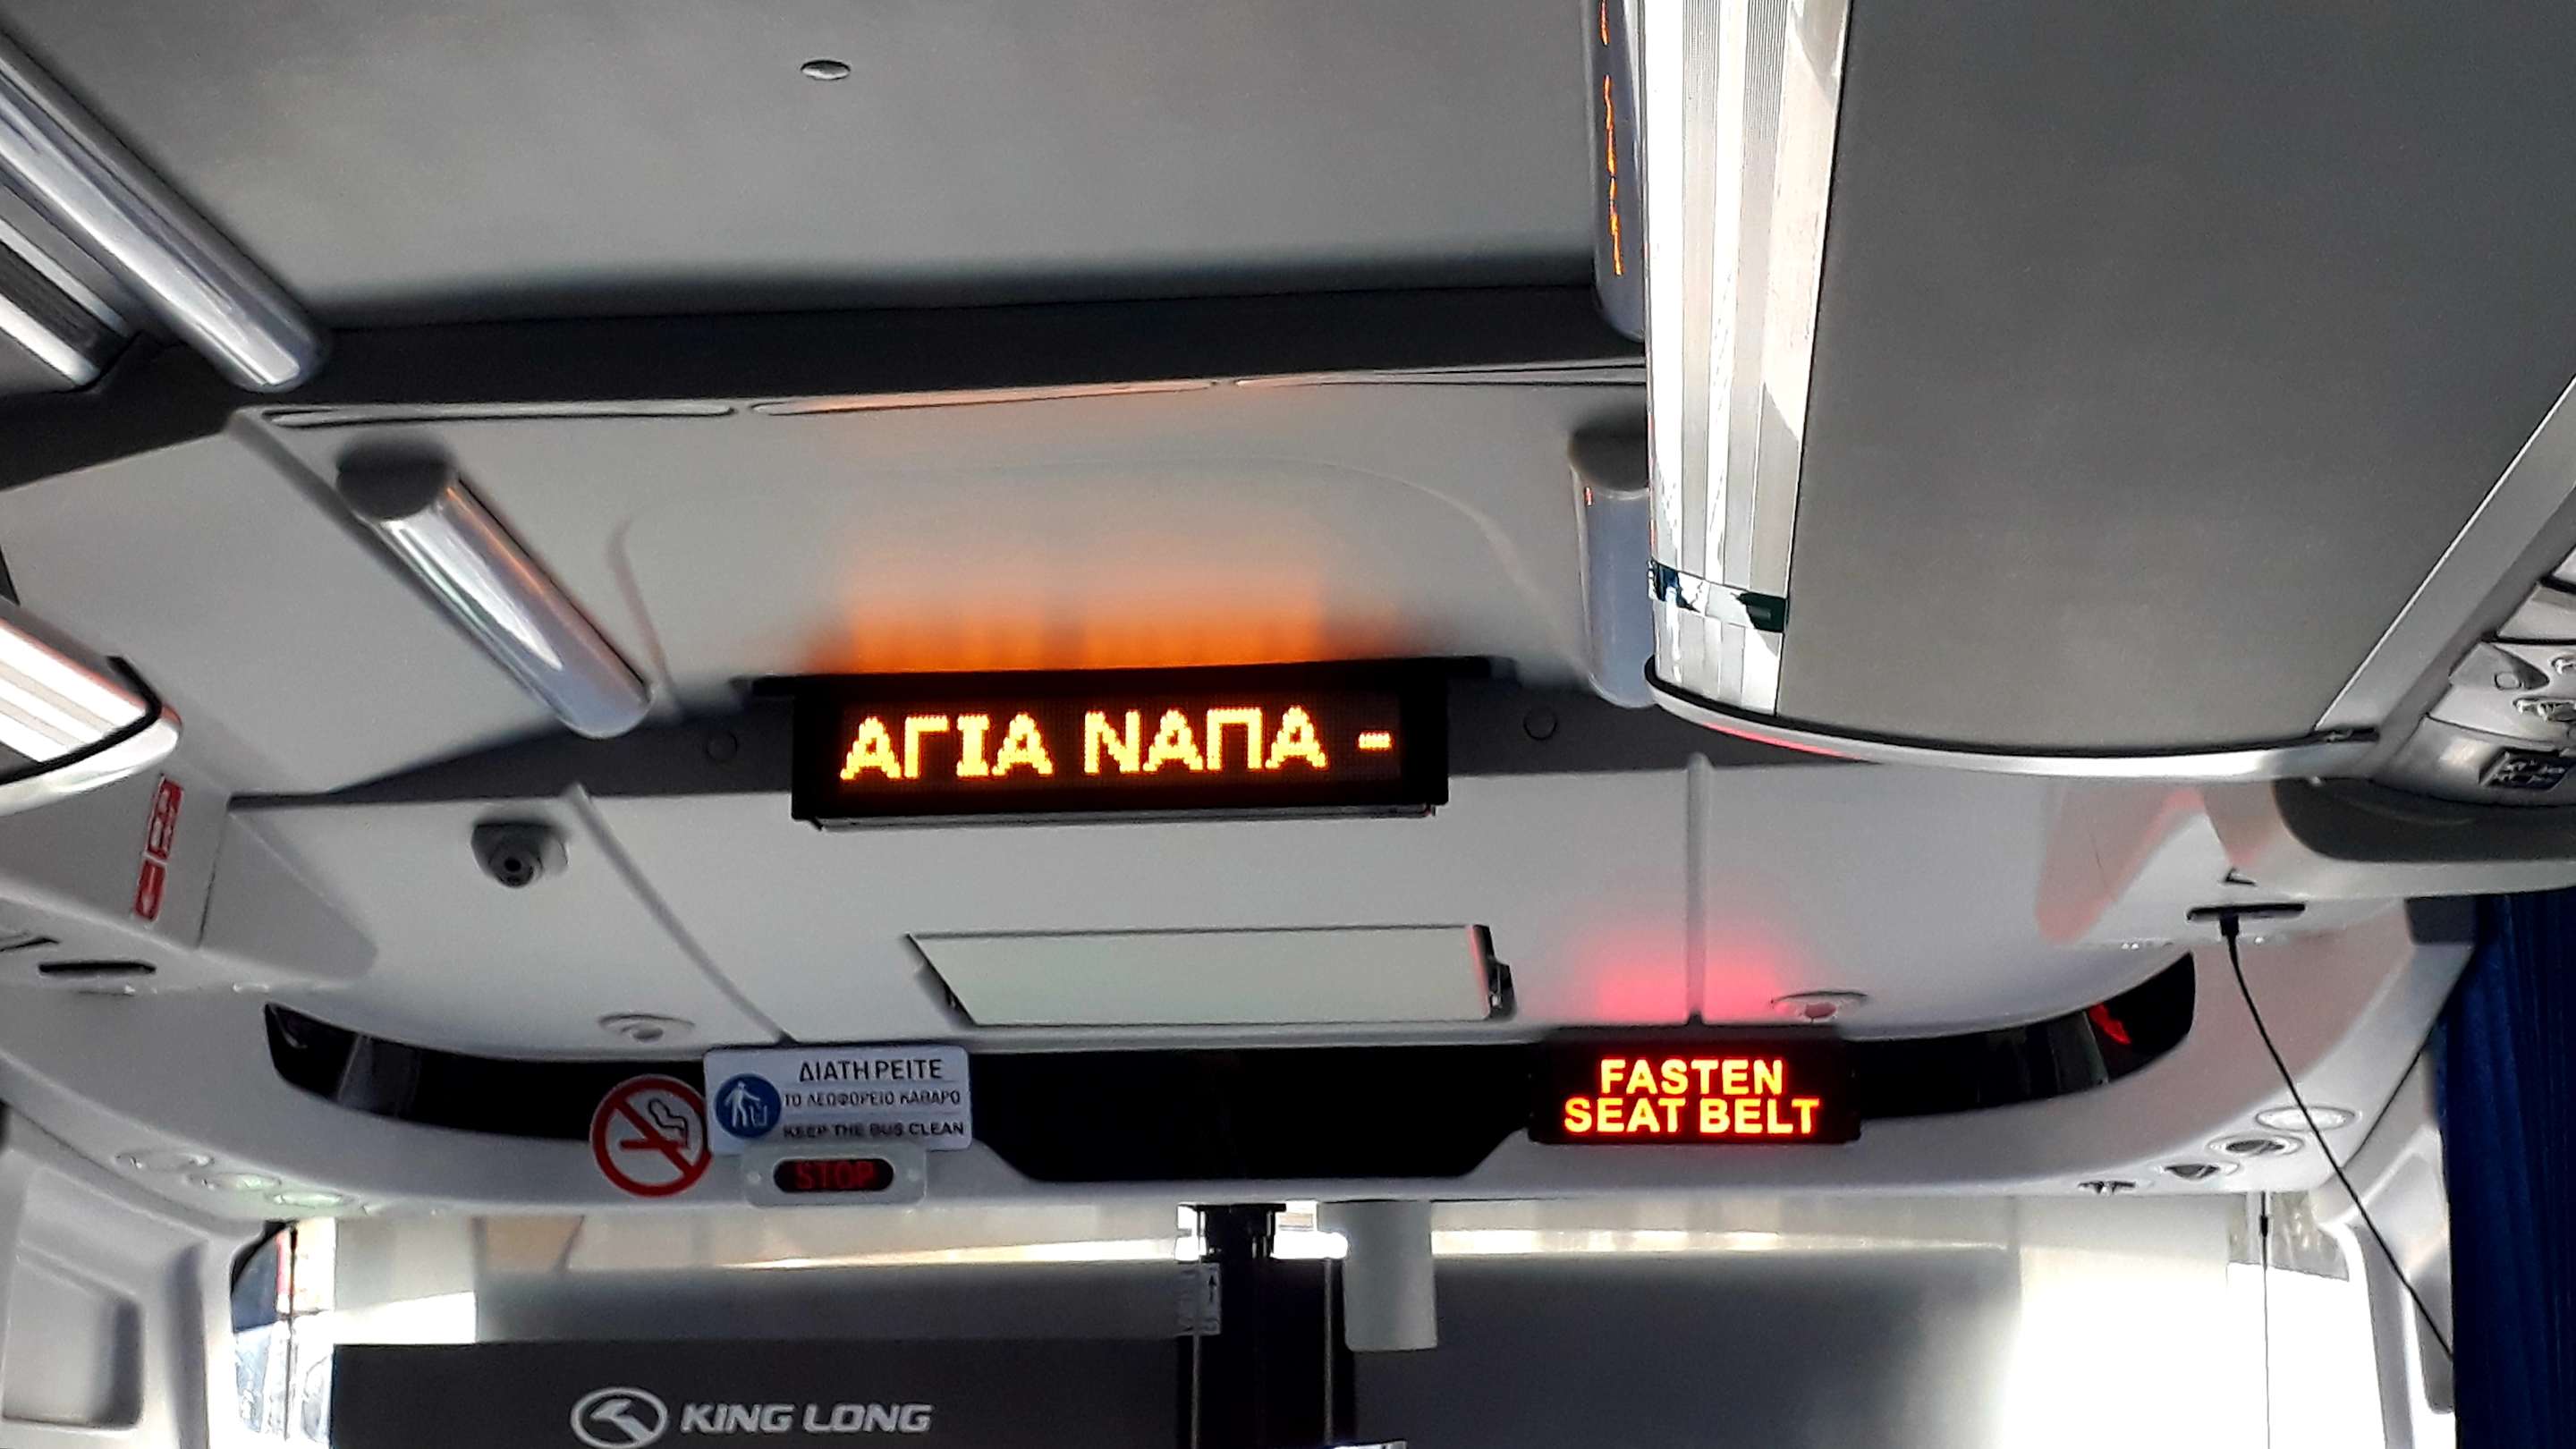 ΑΓΙΑ ΝΑΠΑ -
ΔΙΑΤΗΡΕΙΤΕ
ΤΟ ΛΕΩΦΟΡΕΙΟ ΚΑΘΑΡΟ
KEEP THE BUS CLEAN
FASTEN
SEAT BELT
STOP
KING LONG